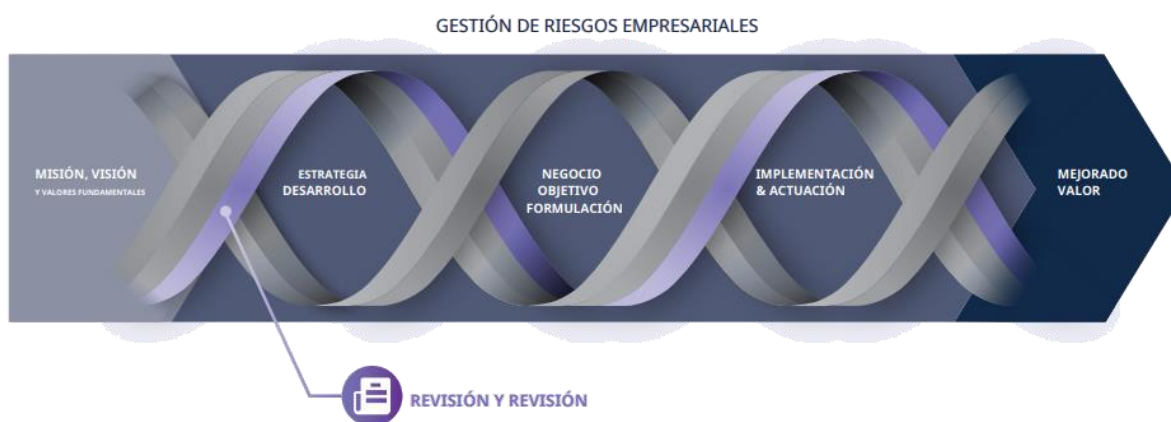 GESTIÓN DE RIESGOS EMPRESARIALES
MISIÓN, VISIÓN
Y VALORES FUNDAMENTALES
ESTRATEGIA
DESARROLLO
NEGOCIO
OBJETIVO
FORMULACIÓN
IMPLEMENTACIÓN
& ACTUACIÓN
MEJORADO
VALOR
REVISIÓN Y REVISIÓN